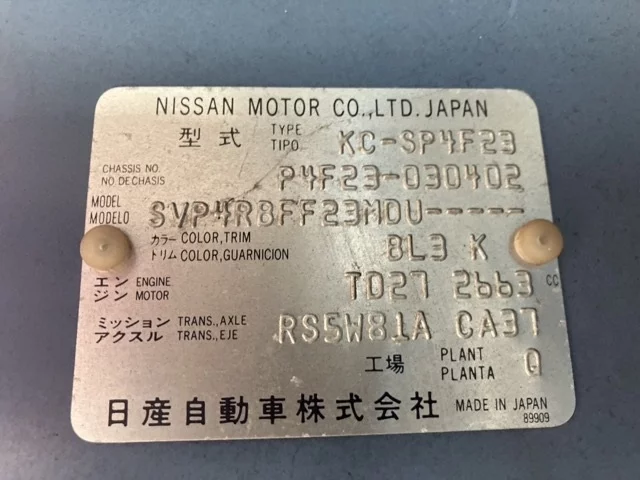 NISSAN MOTOR CO.,LTD. JAPAN
型式 TYPE TIPO KC-SP4F23
CHASSIS NO. NO DE CHASIS P4F23-030402
MODEL MODELO SVP4R8FF23MDU-----
カラー COLOR,TRIM
トリム COLOR,GUARNICION 8L3 K
エンジン ENGINE MOTOR TD27 2663 CC
ミッション TRANS.,AXLE
アクスル TRANS.,EJE RS5W81A CA37
工場 PLANT PLANTA Q
日産自動車株式会社 MADE IN JAPAN
89909